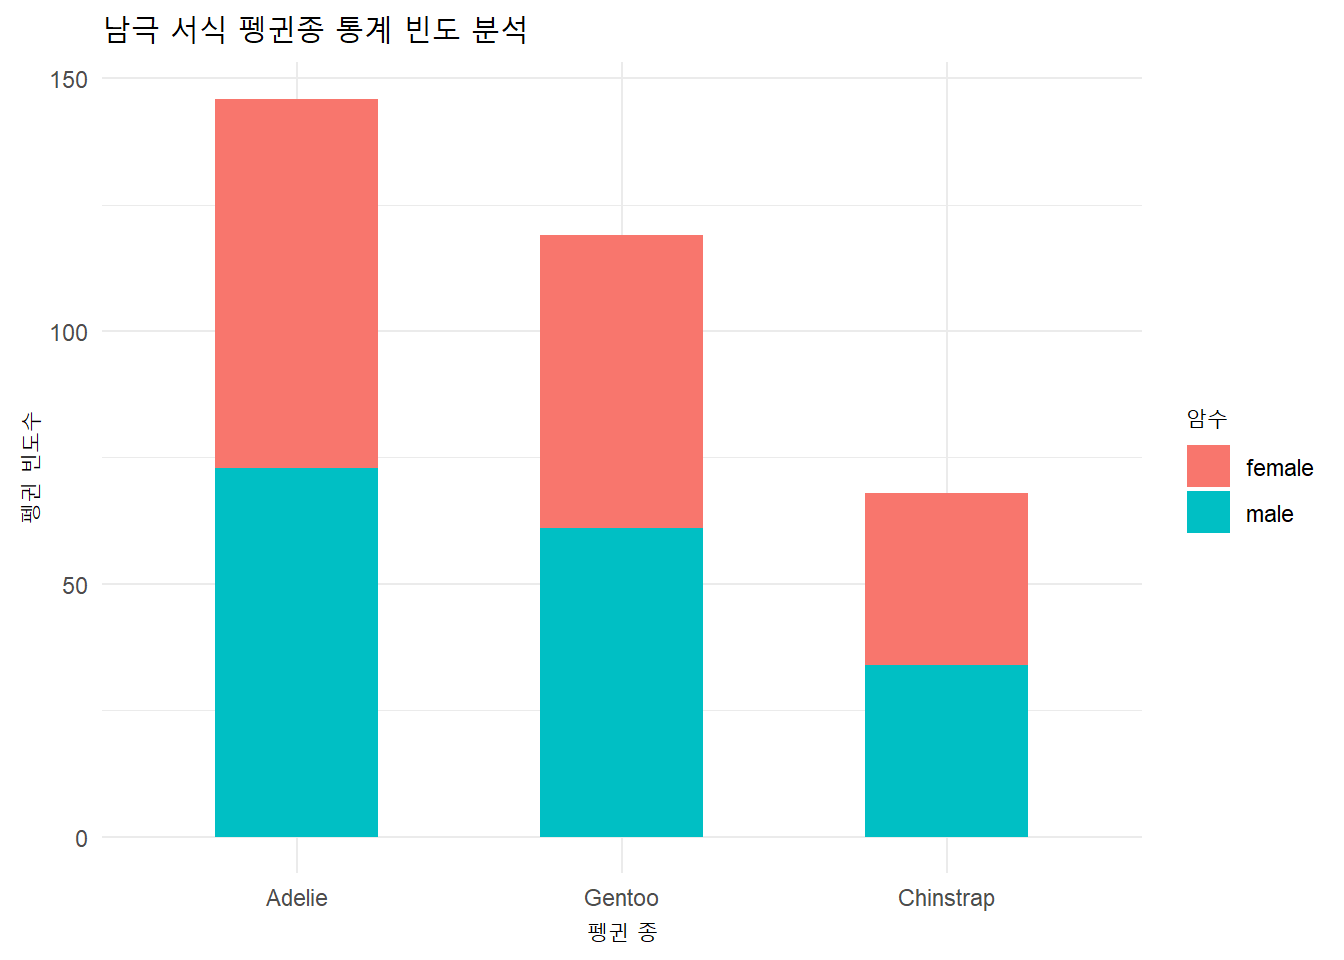 남극 서식 펭귄종 통계 빈도 분석
150
100
50
0
펭귄 빈도수
Adelie
Gentoo
Chinstrap
펭귄 종
암수
female
male